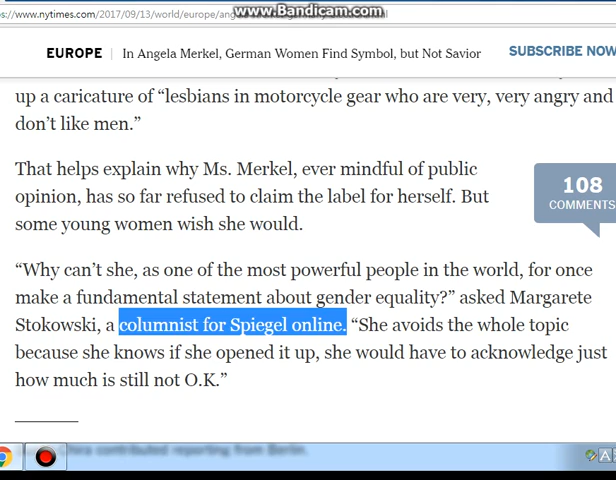 www.Bandicam.com
s://www.nytimes.com/2017/09/13/world/europe/ang
EUROPE | In Angela Merkel, German Women Find Symbol, but Not Savior SUBSCRIBE NOW
up a caricature of “lesbians in motorcycle gear who are very, very angry and
don’t like men.”
That helps explain why Ms. Merkel, ever mindful of public
opinion, has so far refused to claim the label for herself. But
some young women wish she would.
108
COMMENTS
“Why can’t she, as one of the most powerful people in the world, for once
make a fundamental statement about gender equality?” asked Margarete
Stokowski, a columnist for Spiegel online. “She avoids the whole topic
because she knows if she opened it up, she would have to acknowledge just
how much is still not O.K.”
contributed reporting from Berlin.
A